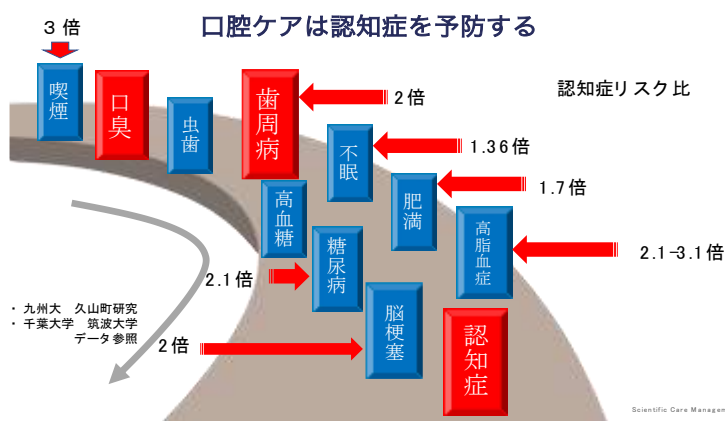 口腔ケアは認知症を予防する
3 倍
認知症リスク比
喫煙
口臭
虫歯
歯周病
2倍
不眠
1.36倍
肥満
1.7倍
高血糖
高脂血症
2.1-3.1倍
糖尿病
2.1倍
脳梗塞
2倍
認知症
・ 九州大　久山町研究
・ 千葉大学　筑波大学
データ参照
Scientific Care Managem